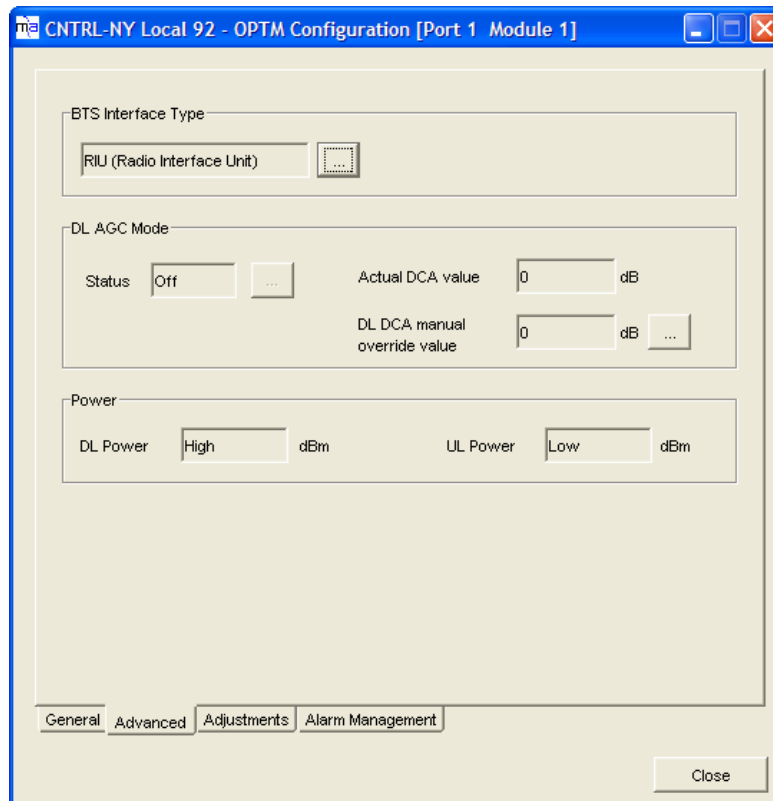 ma CNTRL-NY Local 92 - OPTM Configuration [Port 1 Module 1]
BTS Interface Type
RIU (Radio Interface Unit) ...
DL AGC Mode
Status Off ... Actual DCA value 0 dB
DL DCA manual
override value 0 dB ...
Power
DL Power High dBm UL Power Low dBm
General Advanced Adjustments Alarm Management
Close